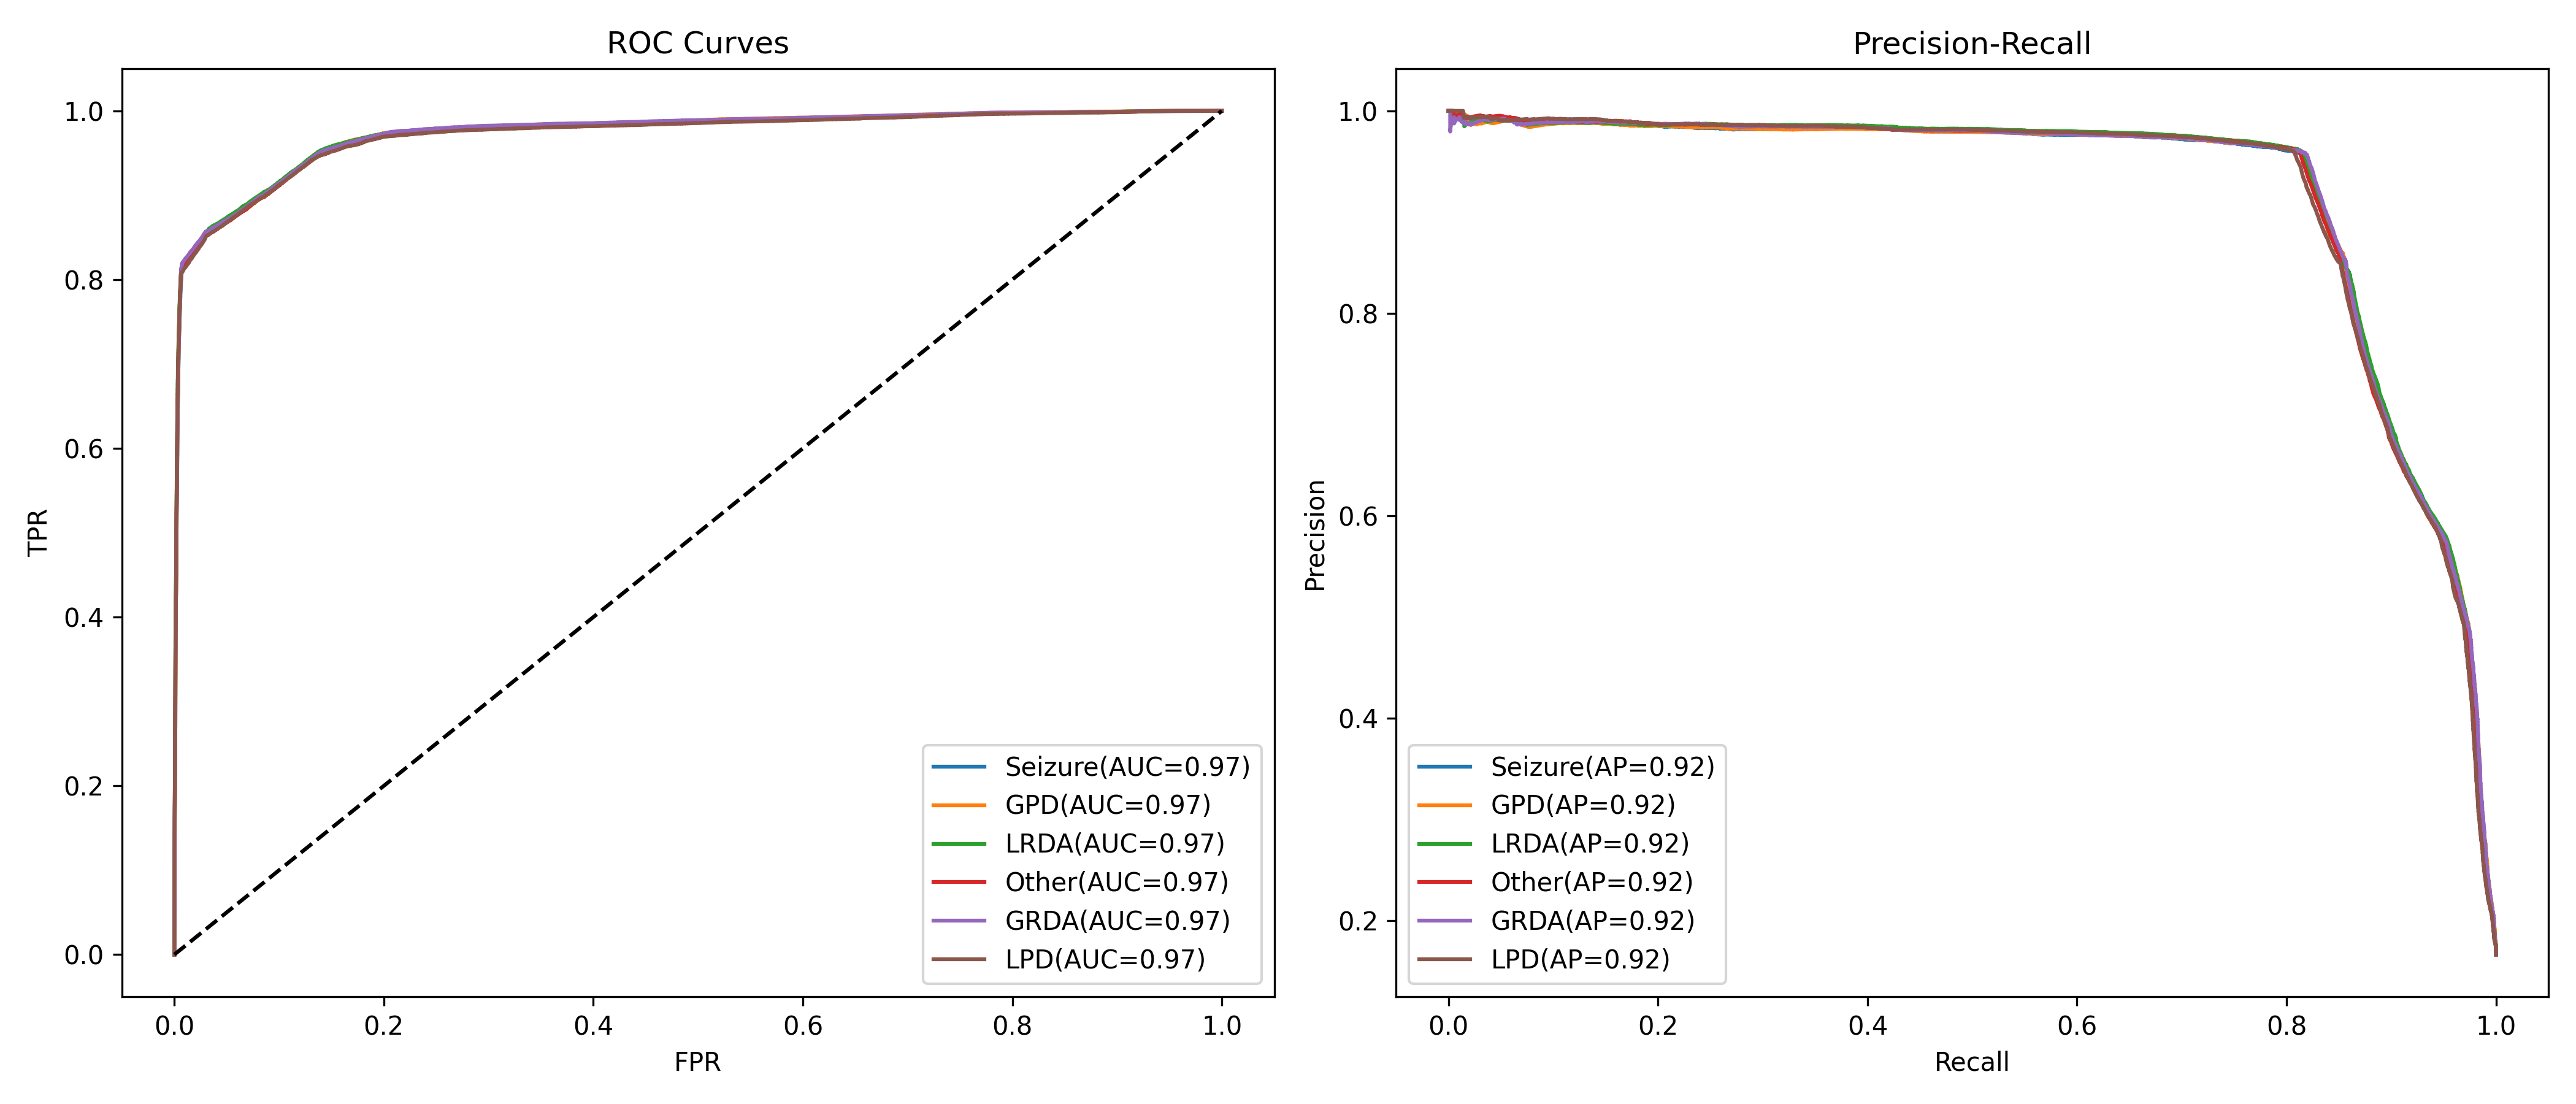 ROC Curves
TPR
1.0
0.8
0.6
0.4
0.2
0.0
0.0 0.2 0.4 0.6 0.8 1.0
FPR
Seizure(AUC=0.97)
GPD(AUC=0.97)
LRDA(AUC=0.97)
Other(AUC=0.97)
GRDA(AUC=0.97)
LPD(AUC=0.97)
Precision-Recall
Precision
1.0
0.8
0.6
0.4
0.2
0.0 0.2 0.4 0.6 0.8 1.0
Recall
Seizure(AP=0.92)
GPD(AP=0.92)
LRDA(AP=0.92)
Other(AP=0.92)
GRDA(AP=0.92)
LPD(AP=0.92)